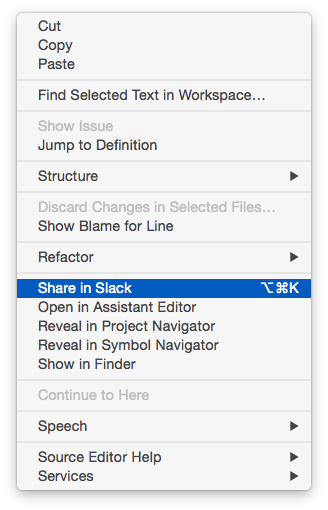 Cut
Copy
Paste
Find Selected Text in Workspace…
Show Issue
Jump to Definition
Structure ▶
Discard Changes in Selected Files…
Show Blame for Line
Refactor ▶
Share in Slack ⌥⌘K
Open in Assistant Editor
Reveal in Project Navigator
Reveal in Symbol Navigator
Show in Finder
Continue to Here
Speech ▶
Source Editor Help ▶
Services ▶